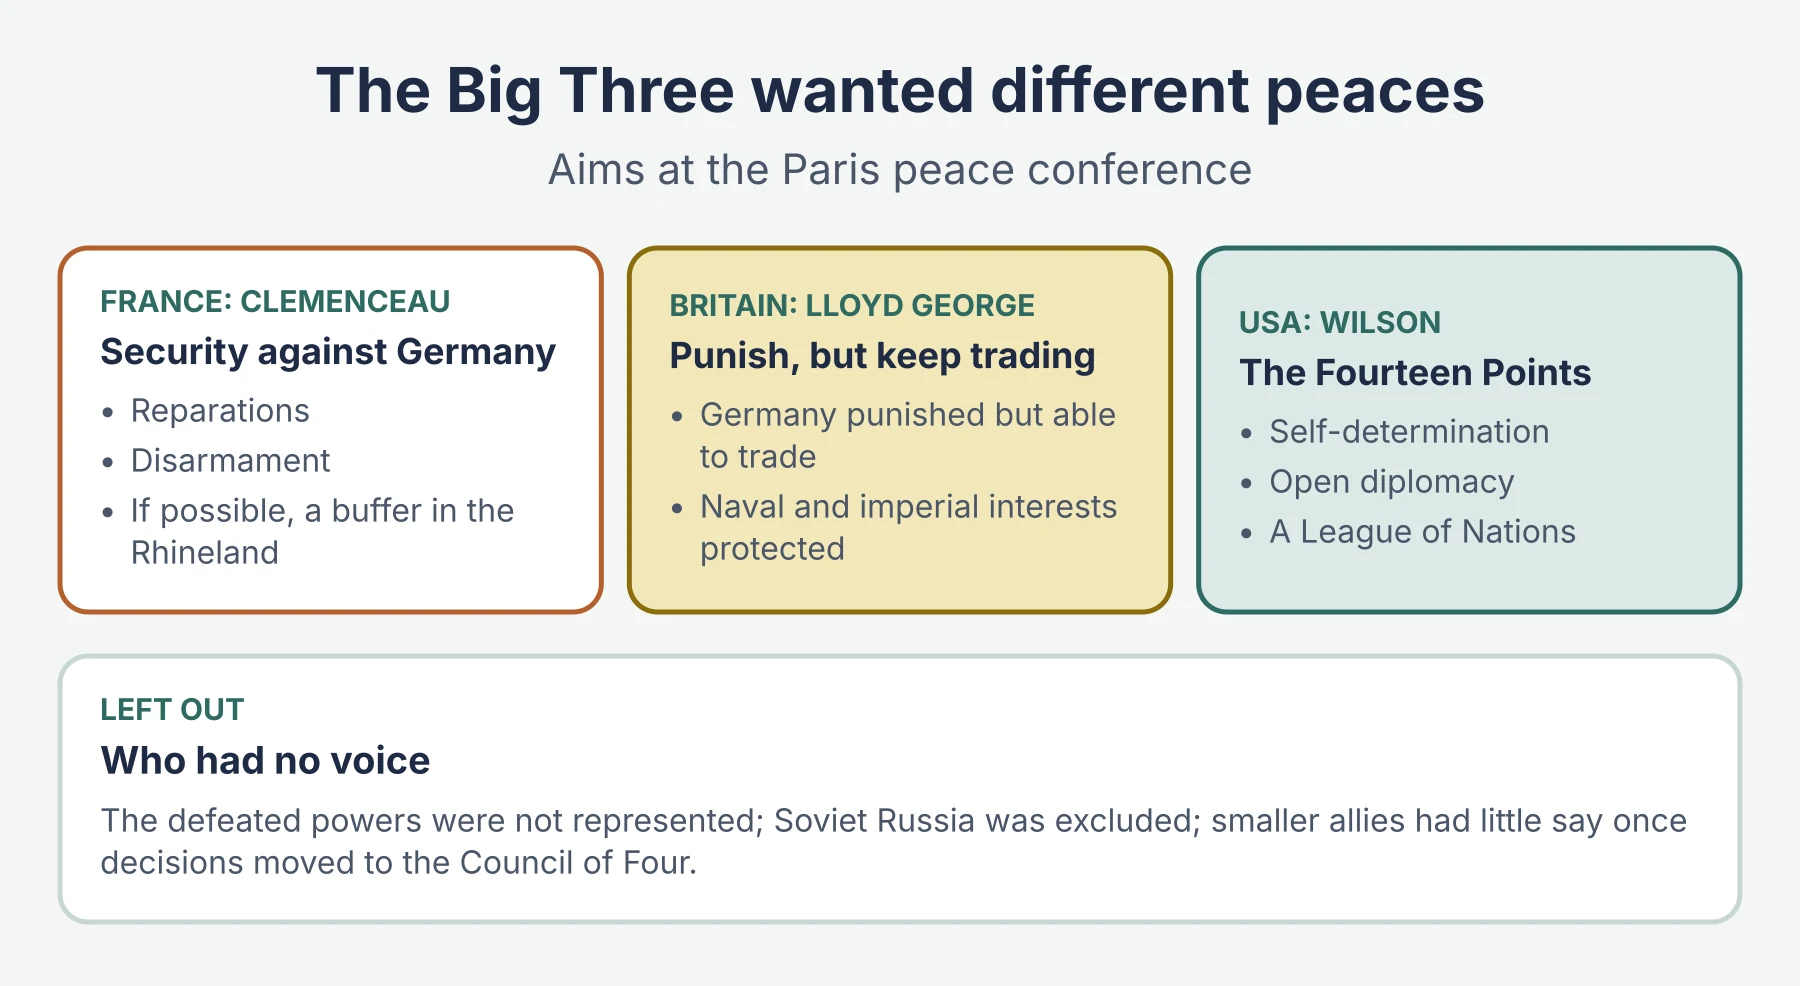 The Big Three wanted different peaces
Aims at the Paris peace conference
FRANCE: CLEMENCEAU
Security against Germany
• Reparations
• Disarmament
• If possible, a buffer in the
Rhineland
BRITAIN: LLOYD GEORGE
Punish, but keep trading
• Germany punished but able
to trade
• Naval and imperial interests
protected
USA: WILSON
The Fourteen Points
• Self-determination
• Open diplomacy
• A League of Nations
LEFT OUT
Who had no voice
The defeated powers were not represented; Soviet Russia was excluded; smaller allies had little say once
decisions moved to the Council of Four.